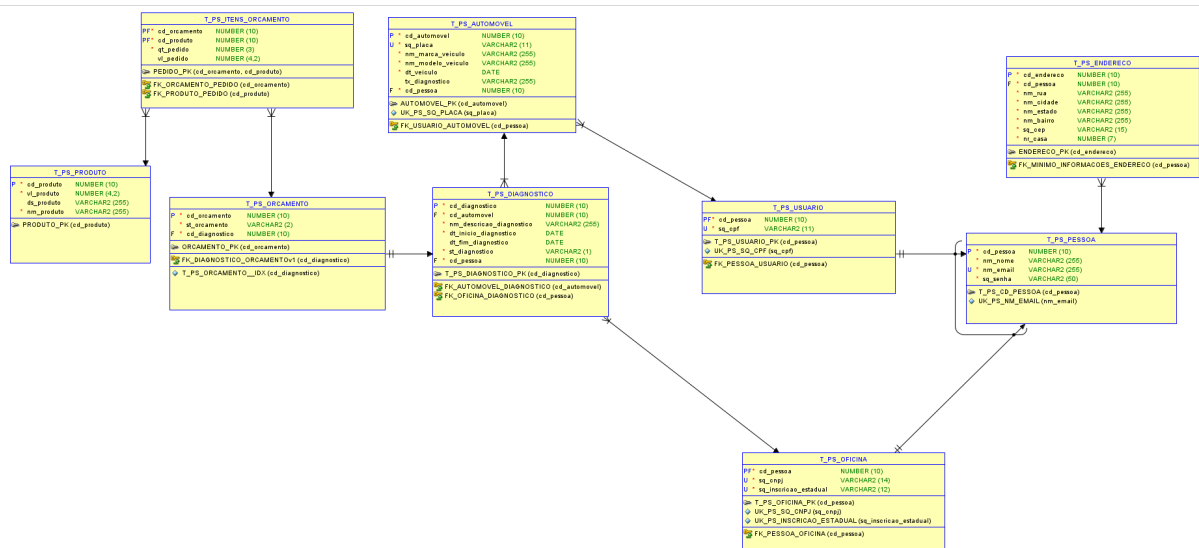 T_PS_ITENS_ORCAMENTO
PF* cd_orcamento NUMBER (10)
PF* cd_produto NUMBER (10)
* qt_pedido NUMBER (3)
vl_pedido NUMBER (4,2)
PEDIDO_PK (cd_orcamento, cd_produto)
FK_ORCAMENTO_PEDIDO (cd_orcamento)
FK_PRODUTO_PEDIDO (cd_produto)
T_PS_AUTOMOVEL
P * cd_automovel NUMBER (10)
U * sq_placa VARCHAR2 (11)
* nm_marca_veiculo VARCHAR2 (255)
* nm_modelo_veiculo VARCHAR2 (255)
* dt_veiculo DATE
tx_diagnostico VARCHAR2 (255)
F * cd_pessoa NUMBER (10)
AUTOMOVEL_PK (cd_automovel)
UK_PS_SQ_PLACA (sq_placa)
FK_USUARIO_AUTOMOVEL (cd_pessoa)
T_PS_ENDERECO
P * cd_endereco NUMBER (10)
F * cd_pessoa NUMBER (10)
* nm_rua VARCHAR2 (255)
* nm_cidade VARCHAR2 (255)
* nm_estado VARCHAR2 (255)
* nm_bairro VARCHAR2 (255)
* sq_cep VARCHAR2 (15)
* nr_casa NUMBER (7)
ENDERECO_PK (cd_endereco)
FK_MINIMO_INFORMACOES_ENDERECO (cd_pessoa)
T_PS_PRODUTO
P * cd_produto NUMBER (10)
* vl_produto NUMBER (4,2)
ds_produto VARCHAR2 (255)
* nm_produto VARCHAR2 (255)
PRODUTO_PK (cd_produto)
T_PS_ORCAMENTO
P * cd_orcamento NUMBER (10)
* st_orcamento VARCHAR2 (2)
F * cd_diagnostico NUMBER (10)
ORCAMENTO_PK (cd_orcamento)
FK_DIAGNOSTICO_ORCAMENTOv1 (cd_diagnostico)
T_PS_ORCAMENTO__IDX (cd_diagnostico)
T_PS_DIAGNOSTICO
P * cd_diagnostico NUMBER (10)
F * cd_automovel NUMBER (10)
* nm_descricao_diagnostico VARCHAR2 (255)
* dt_inicio_diagnostico DATE
dt_fim_diagnostico DATE
* st_diagnostico VARCHAR2 (1)
F * cd_pessoa NUMBER (10)
T_PS_DIAGNOSTICO_PK (cd_diagnostico)
FK_AUTOMOVEL_DIAGNOSTICO (cd_automovel)
FK_OFICINA_DIAGNOSTICO (cd_pessoa)
T_PS_USUARIO
PF* cd_pessoa NUMBER (10)
U * sq_cpf VARCHAR2 (11)
T_PS_USUARIO_PK (cd_pessoa)
UK_PS_SQ_CPF (sq_cpf)
FK_PESSOA_USUARIO (cd_pessoa)
T_PS_PESSOA
P * cd_pessoa NUMBER (10)
* nm_nome VARCHAR2 (255)
U * nm_email VARCHAR2 (255)
* sq_senha VARCHAR2 (50)
T_PS_CD_PESSOA (cd_pessoa)
UK_PS_NM_EMAIL (nm_email)
T_PS_OFICINA
PF* cd_pessoa NUMBER (10)
U * sq_cnpj VARCHAR2 (14)
U * sq_inscricao_estadual VARCHAR2 (12)
T_PS_OFICINA_PK (cd_pessoa)
UK_PS_SQ_CNPJ (sq_cnpj)
UK_PS_INSCRICAO_ESTADUAL (sq_inscricao_estadual)
FK_PESSOA_OFICINA (cd_pessoa)